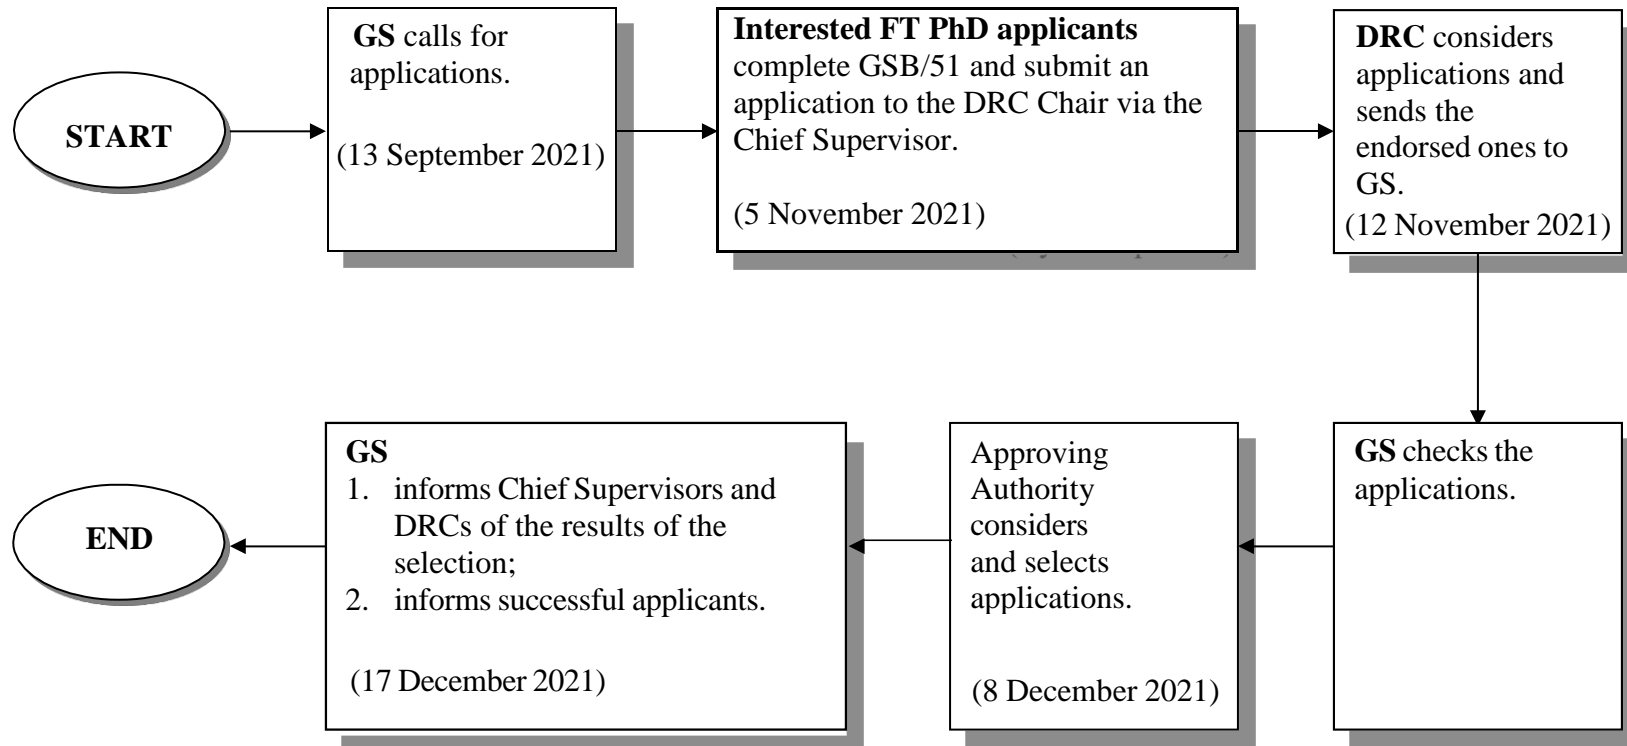 START
GS calls for
applications.
(13 September 2021)
Interested FT PhD applicants
complete GSB/51 and submit an
application to the DRC Chair via the
Chief Supervisor.
(5 November 2021)
DRC considers
applications and
sends the
endorsed ones to
GS.
(12 November 2021)
GS checks the
applications.
Approving
Authority
considers
and selects
applications.
(8 December 2021)
GS
1. informs Chief Supervisors and
DRCs of the results of the
selection;
2. informs successful applicants.
(17 December 2021)
END